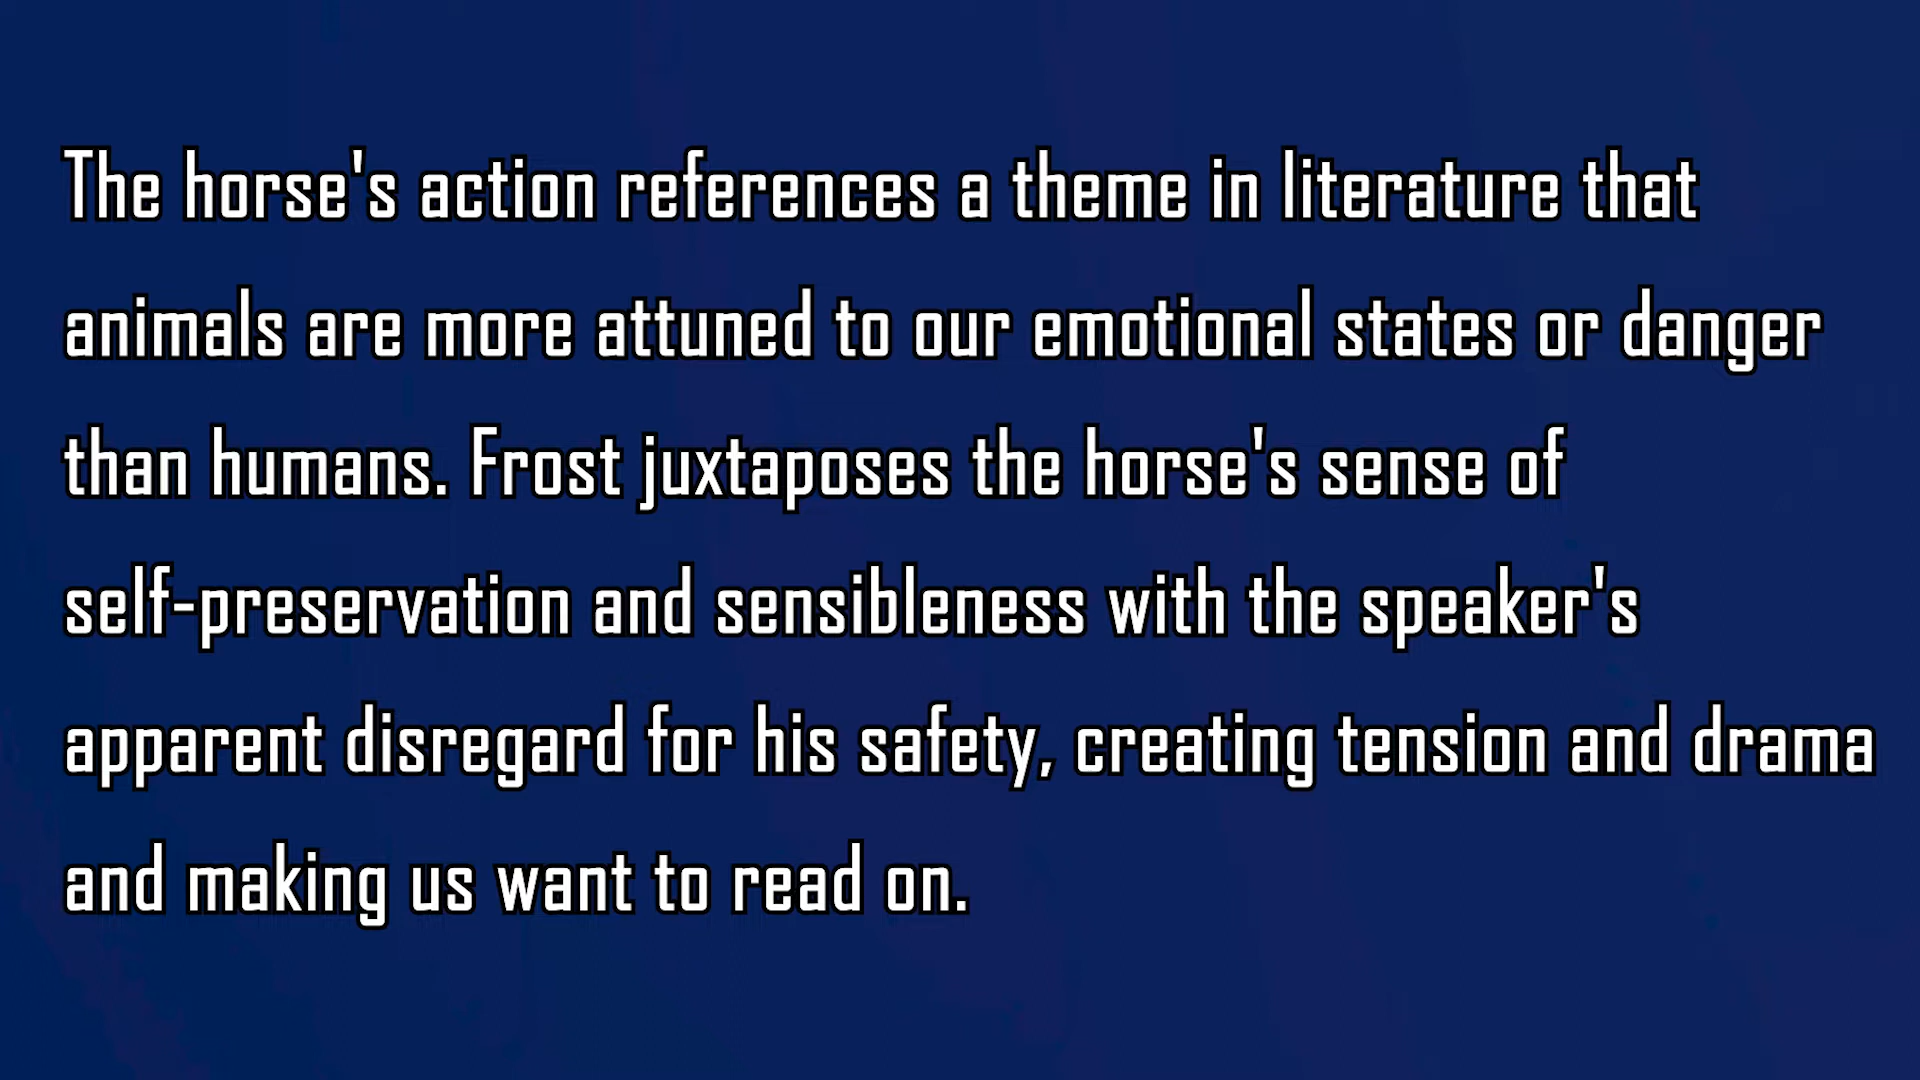 The horse's action references a theme in literature that
animals are more attuned to our emotional states or danger
than humans. Frost juxtaposes the horse's sense of
self-preservation and sensibleness with the speaker's
apparent disregard for his safety, creating tension and drama
and making us want to read on.